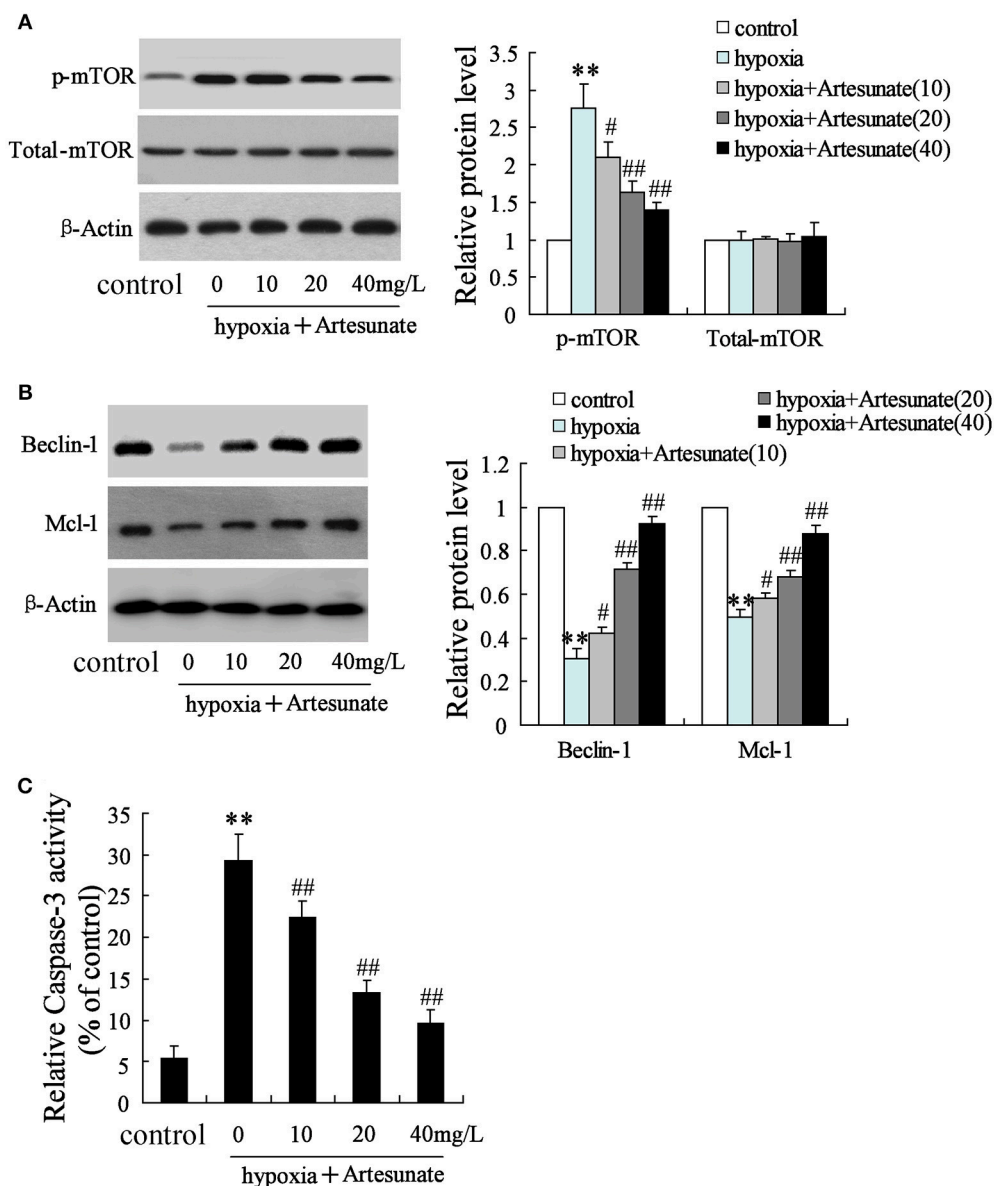 A
p-mTOR
Total-mTOR
β-Actin
control 0 10 20 40mg/L
hypoxia+Artesunate
Relative protein level
3.5
3
2.5
2
1.5
1
0.5
0
**
#
##
##
p-mTOR Total-mTOR
control
hypoxia
hypoxia+Artesunate(10)
hypoxia+Artesunate(20)
hypoxia+Artesunate(40)
B
Beclin-1
Mcl-1
β-Actin
control 0 10 20 40mg/L
hypoxia+Artesunate
control
hypoxia
hypoxia+Artesunate(10)
hypoxia+Artesunate(20)
hypoxia+Artesunate(40)
Relative protein level
1.2
1
0.8
0.6
0.4
0.2
0
**
#
##
##
**
#
##
##
Beclin-1 Mcl-1
C
Relative Caspase-3 activity
(% of control)
35
30
25
20
15
10
5
0
**
##
##
##
control 0 10 20 40mg/L
hypoxia+Artesunate